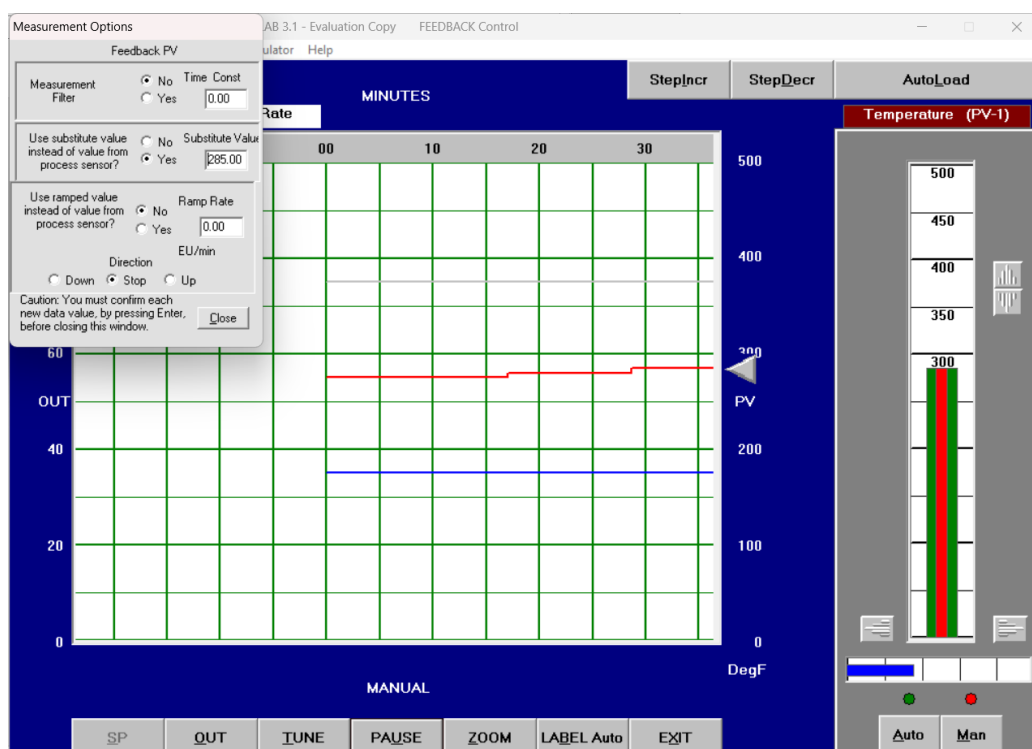 Measurement Options
AB 3.1 - Evaluation Copy FEEDBACK Control
ulator Help
Feedback PV
Measurement Filter
No
Yes
Time Const
0.00
Use substitute value instead of value from process sensor?
No
Yes
Substitute Value
285.00
Use ramped value instead of value from process sensor?
No
Yes
Ramp Rate
0.00
EU/min
Direction
Down Stop Up
Caution: You must confirm each
new data value, by pressing Enter,
before closing this window.
Close
StepIncr StepDecr AutoLoad
MINUTES
Rate
Temperature (PV-1)
00 10 20 30
500
400
300
PV
200
100
0
DegF
60
OUT
40
20
0
500
450
400
350
300
MANUAL
SP OUT TUNE PAUSE ZOOM LABEL Auto EXIT
Auto Man